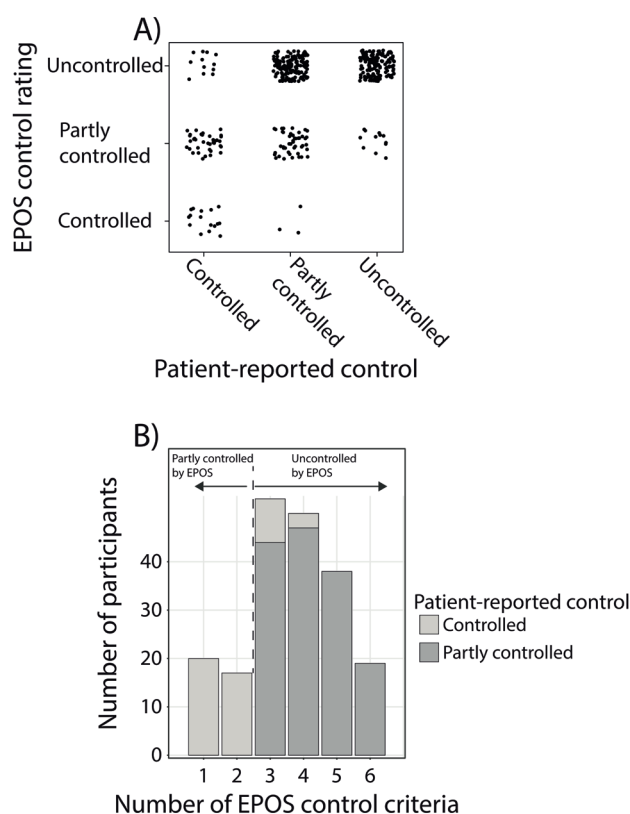 A)
EPOS control rating
Uncontrolled
Partly
controlled
Controlled
Controlled
Partly
controlled
Uncontrolled
Patient-reported control
B)
Partly controlled
by EPOS
Uncontrolled
by EPOS
Number of participants
40
30
20
10
0
1 2 3 4 5 6
Number of EPOS control criteria
Patient-reported control
Controlled
Partly controlled